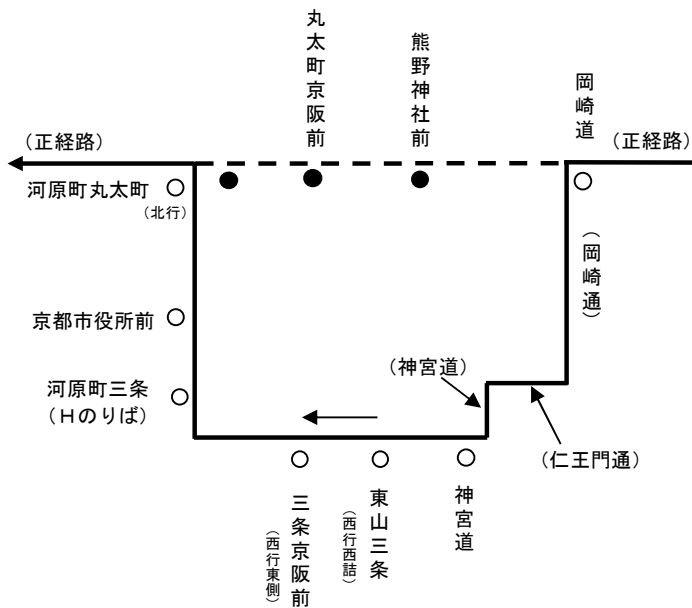 丸太町京阪前
熊野神社前
岡崎道
(正経路)
(正経路)
河原町丸太町
(北行)
(岡崎通)
京都市役所前
(神宮道)
河原町三条
(Hのりば)
(仁王門通)
三条京阪前
(西行東側)
東山三条
(西行西詰)
神宮道